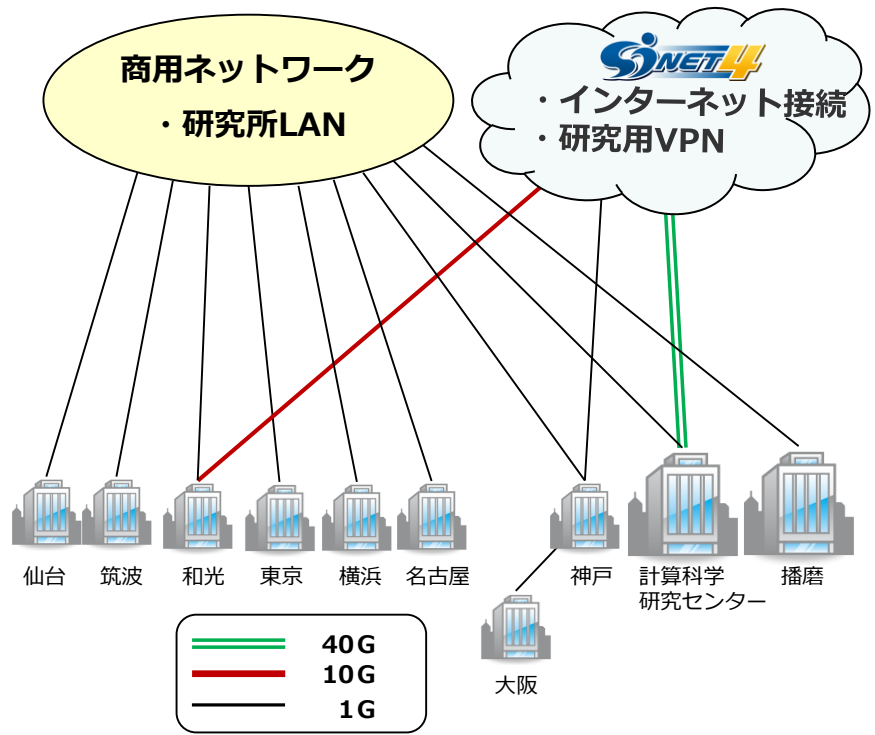 商用ネットワーク
・研究所LAN
SINET4
・インターネット接続
・研究用VPN
仙台
筑波
和光
東京
横浜
名古屋
神戸
計算科学
研究センター
播磨
大阪
40G
10G
1G